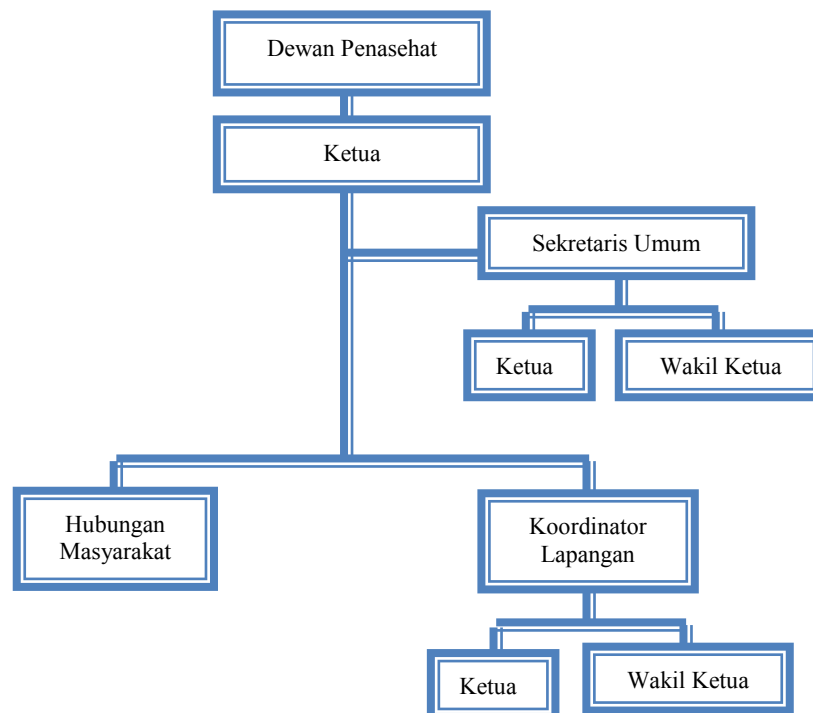 Dewan Penasehat
Ketua
Sekretaris Umum
Ketua
Wakil Ketua
Hubungan
Masyarakat
Koordinator
Lapangan
Ketua
Wakil Ketua